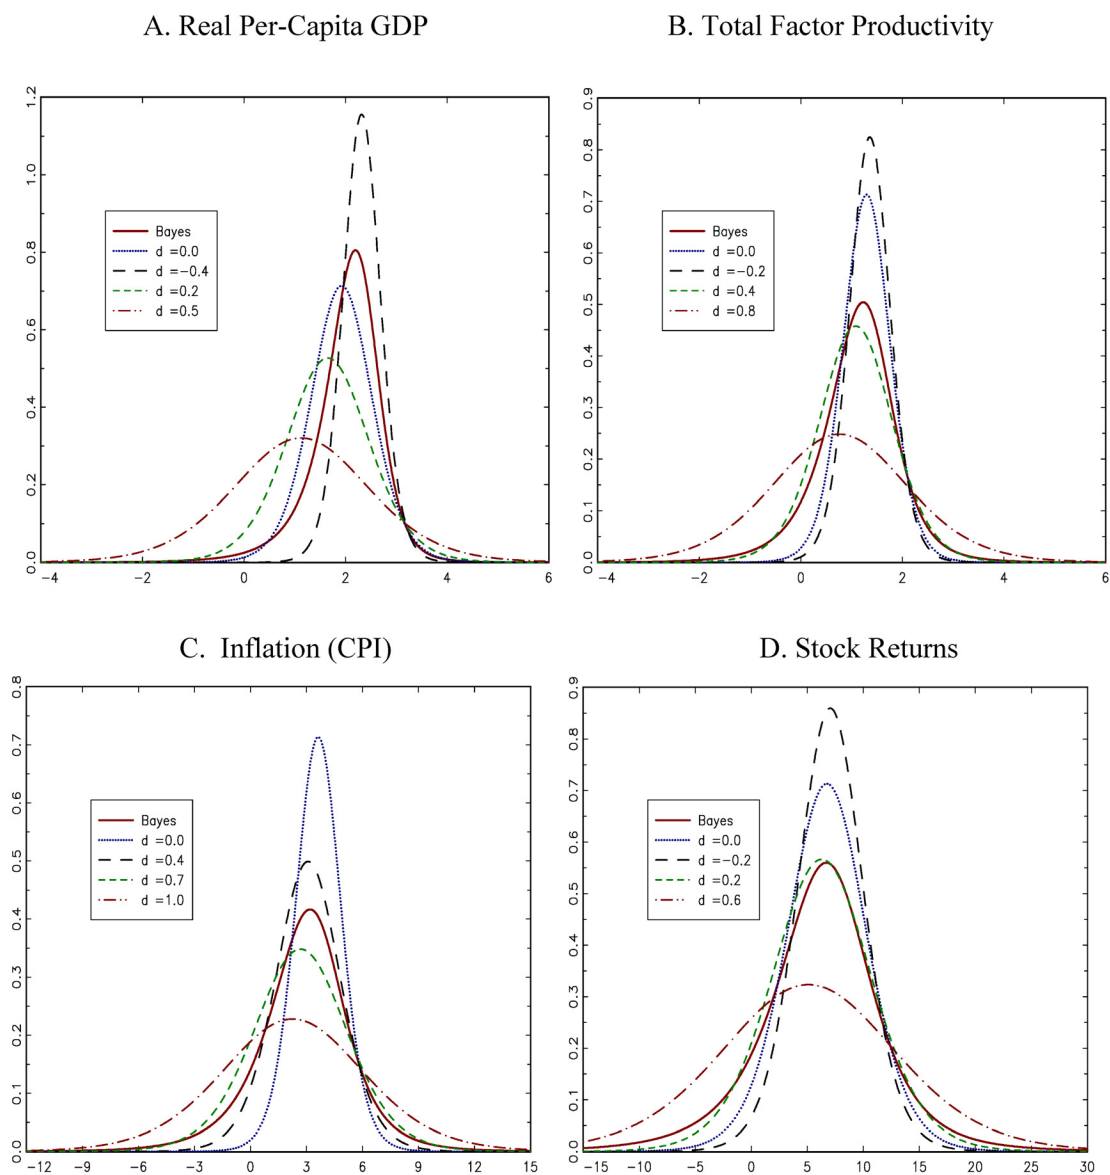 A. Real Per-Capita GDP
B. Total Factor Productivity
1.2
1.0
0.8
0.6
0.4
0.2
0.0
Bayes
d =0.0
d =−0.4
d =0.2
d =0.5
−4
−2
0
2
4
6
0.9
0.8
0.7
0.6
0.5
0.4
0.3
0.2
0.1
0.0
Bayes
d =0.0
d =−0.2
d =0.4
d =0.8
−4
−2
0
2
4
6
C. Inflation (CPI)
D. Stock Returns
0.8
0.7
0.6
0.5
0.4
0.3
0.2
0.1
0.0
Bayes
d =0.0
d =0.4
d =0.7
d =1.0
−12
−9
−6
−3
0
3
6
9
12
15
0.9
0.8
0.7
0.6
0.5
0.4
0.3
0.2
0.1
0.0
Bayes
d =0.0
d =−0.2
d =0.2
d =0.6
−15
−10
−5
0
5
10
15
20
25
30